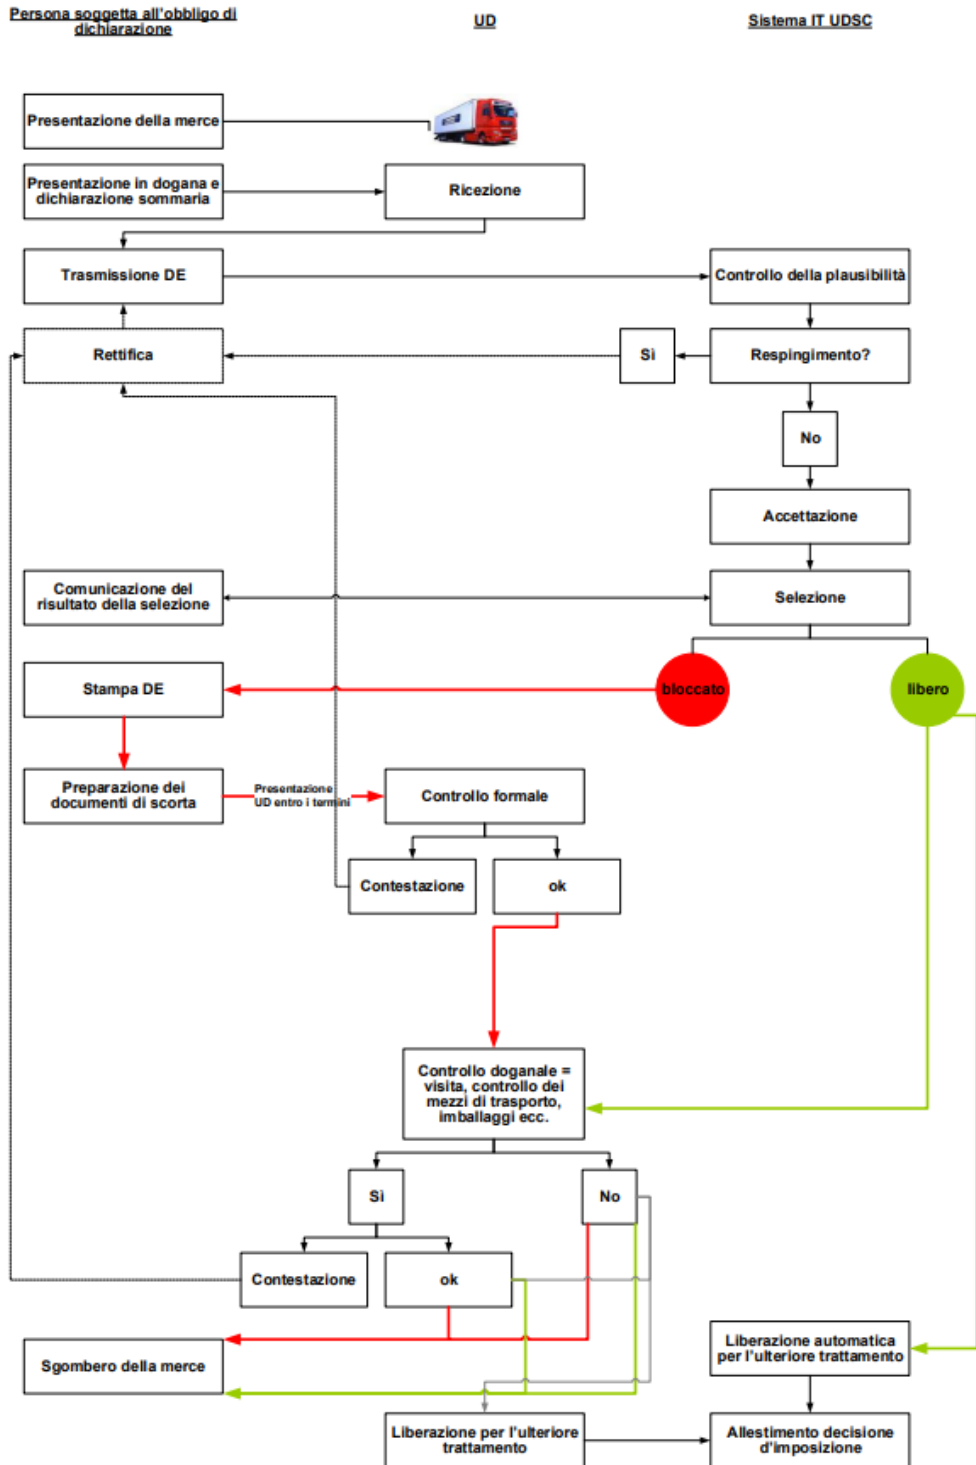 Persona soggetta all'obbligo di
dichiarazione
UD
Sistema IT UDSC
Presentazione della merce
Presentazione in dogana e
dichiarazione sommaria
Ricezione
Trasmissione DE
Controllo della plausibilità
Rettifica
Sì
Respingimento?
No
Accettazione
Comunicazione del
risultato della selezione
Selezione
Stampa DE
bloccato
libero
Preparazione dei
documenti di scorta
Presentazione
UD entro i termini
Controllo formale
Contestazione
ok
Controllo doganale =
visita, controllo dei
mezzi di trasporto,
imballaggi ecc.
Sì
No
Contestazione
ok
Sgombero della merce
Liberazione automatica
per l'ulteriore trattamento
Liberazione per l'ulteriore
trattamento
Allestimento decisione
d'imposizione